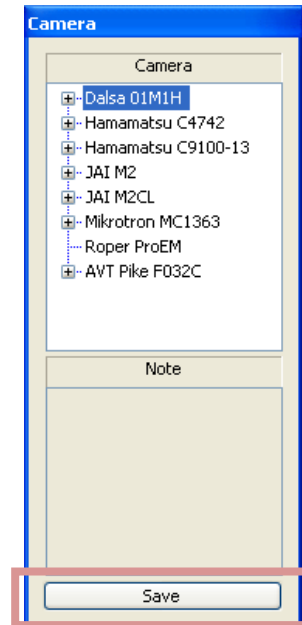 Camera
Camera
Dalsa 01M1H
Hamamatsu C4742
Hamamatsu C9100-13
JAI M2
JAI M2CL
Mikrotron MC1363
Roper ProEM
AVT Pike F032C
Note
Save